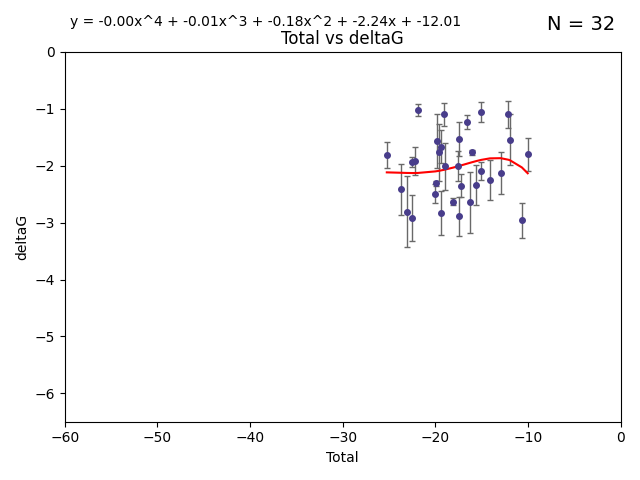 y = -0.00x^4 + -0.01x^3 + -0.18x^2 + -2.24x + -12.01
N = 32
Total vs deltaG
0
−1
−2
−3
−4
−5
−6
deltaG
−60 −50 −40 −30 −20 −10 0
Total